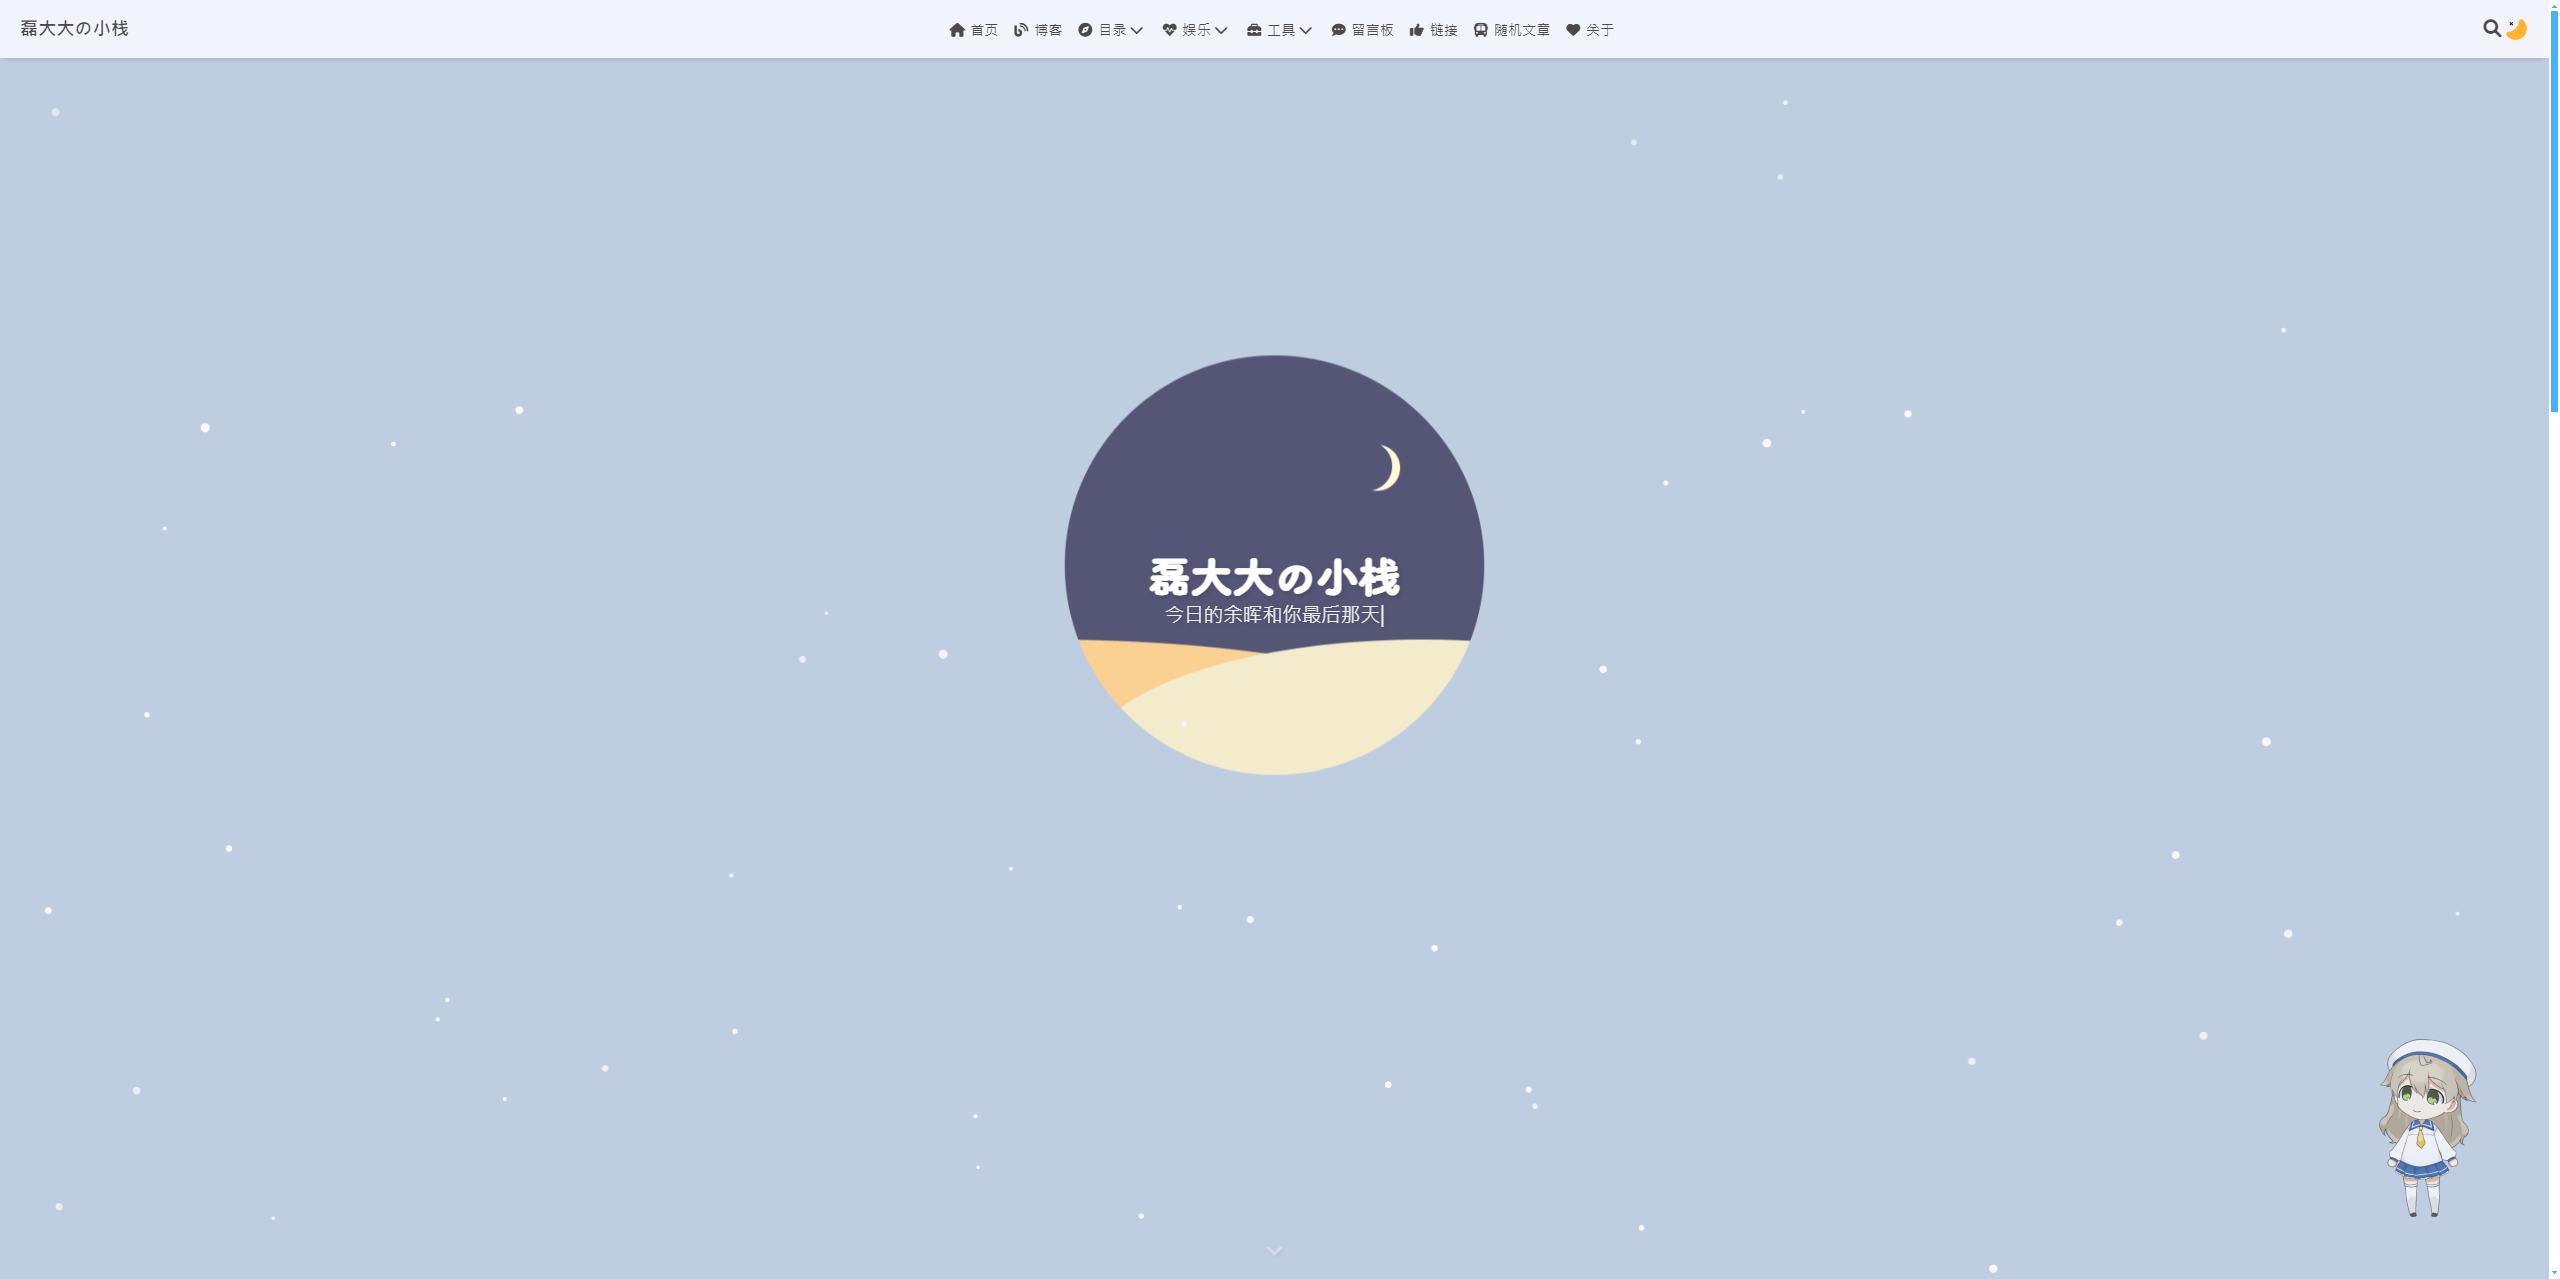 磊大大の小栈
首页 博客 目录 娱乐 工具 留言板 链接 随机文章 关于
磊大大の小栈
今日的余晖和你最后那天|